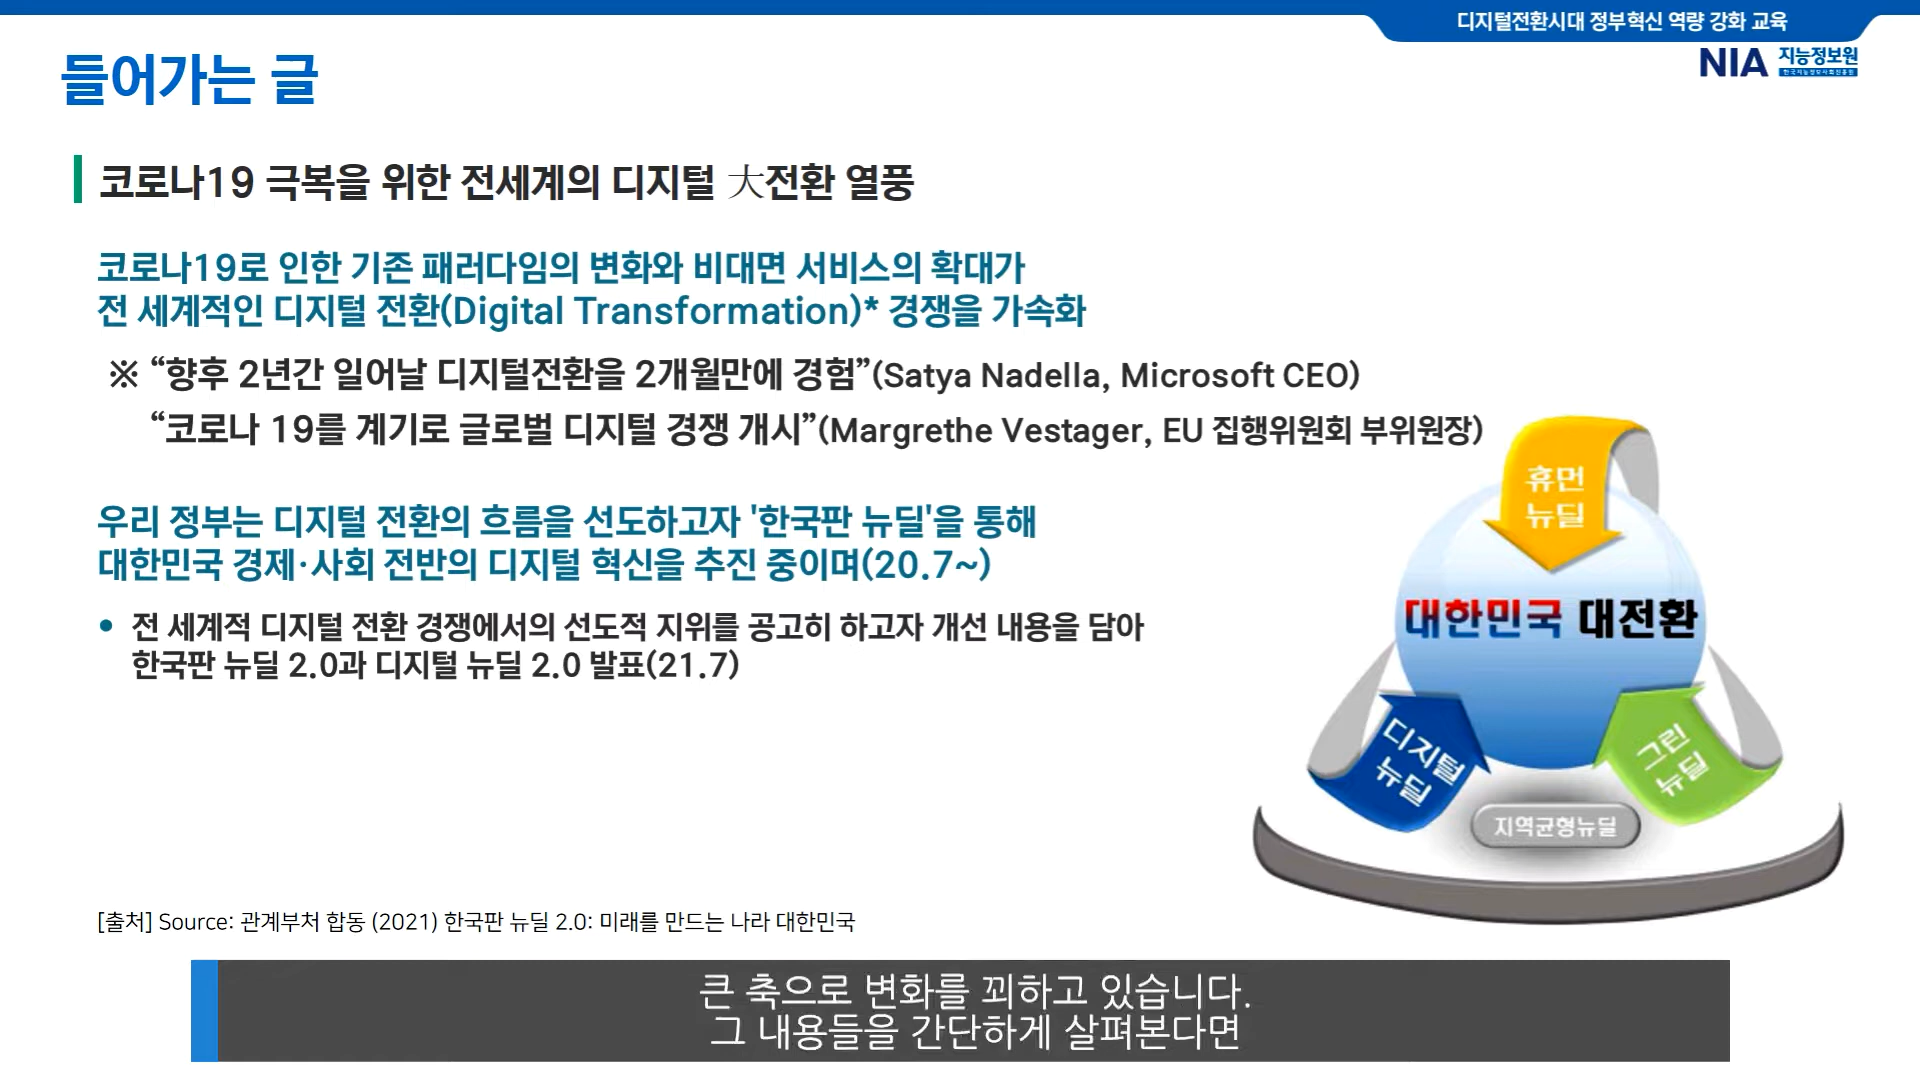 디지털전환시대 정부혁신 역량 강화 교육
NIA 지능정보원
한국지능정보사회진흥원
들어가는 글
코로나19 극복을 위한 전세계의 디지털 大전환 열풍
코로나19로 인한 기존 패러다임의 변화와 비대면 서비스의 확대가
전 세계적인 디지털 전환(Digital Transformation)* 경쟁을 가속화
※ “향후 2년간 일어날 디지털전환을 2개월만에 경험”(Satya Nadella, Microsoft CEO)
“코로나 19를 계기로 글로벌 디지털 경쟁 개시”(Margrethe Vestager, EU 집행위원회 부위원장)
우리 정부는 디지털 전환의 흐름을 선도하고자 '한국판 뉴딜'을 통해
대한민국 경제·사회 전반의 디지털 혁신을 추진 중이며(20.7~)
• 전 세계적 디지털 전환 경쟁에서의 선도적 지위를 공고히 하고자 개선 내용을 담아
한국판 뉴딜 2.0과 디지털 뉴딜 2.0 발표(21.7)
휴먼
뉴딜
대한민국 대전환
디지털
뉴딜
그린
뉴딜
지역균형뉴딜
[출처] Source: 관계부처 합동 (2021) 한국판 뉴딜 2.0: 미래를 만드는 나라 대한민국
큰 축으로 변화를 꾀하고 있습니다.
그 내용들을 간단하게 살펴본다면